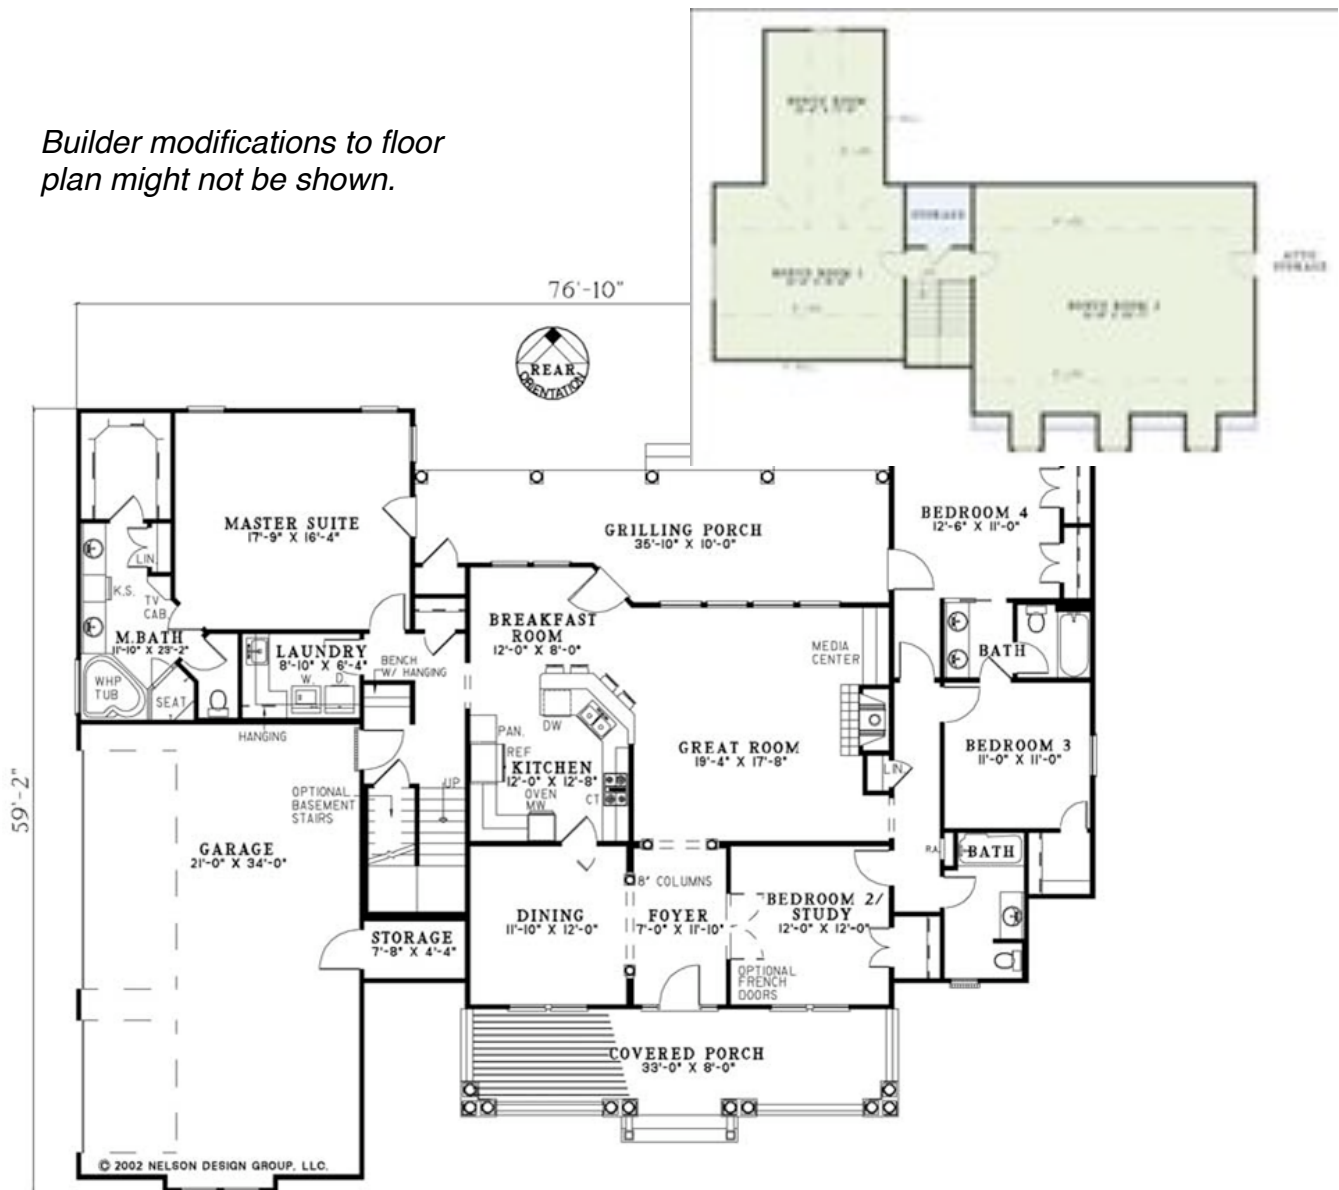 Builder modifications to floor
plan might not be shown.
76'-10"
REAR
ORIENTATION
STORAGE
ATTIC
STORAGE
59'-2"
MASTER SUITE
17'-9" X 16'-4"
GRILLING PORCH
35'-10" X 10'-0"
BEDROOM 4
12'-6" X 11'-0"
LIN.
K.S.
TV
CAB.
M.BATH
11'-10" X 23'-2"
WHP
TUB
SEAT
LAUNDRY
8'-10" X 6'-4"
W.
D.
HANGING
BENCH
W/ HANGING
BREAKFAST
ROOM
12'-0" X 8'-0"
MEDIA
CENTER
BATH
DW
PAN.
REF
KITCHEN
12'-0" X 12'-8"
OVEN
MW
CT
GREAT ROOM
19'-4" X 17'-8"
LIN.
BEDROOM 3
11'-0" X 11'-0"
OPTIONAL
BASEMENT
STAIRS
UP
GARAGE
21'-0" X 34'-0"
R.A.
BATH
8" COLUMNS
DINING
11'-10" X 12'-0"
FOYER
7'-0" X 11'-10"
BEDROOM 2/
STUDY
12'-0" X 12'-0"
STORAGE
7'-8" X 4'-4"
OPTIONAL
FRENCH
DOORS
COVERED PORCH
33'-0" X 8'-0"
© 2002 NELSON DESIGN GROUP, LLC.